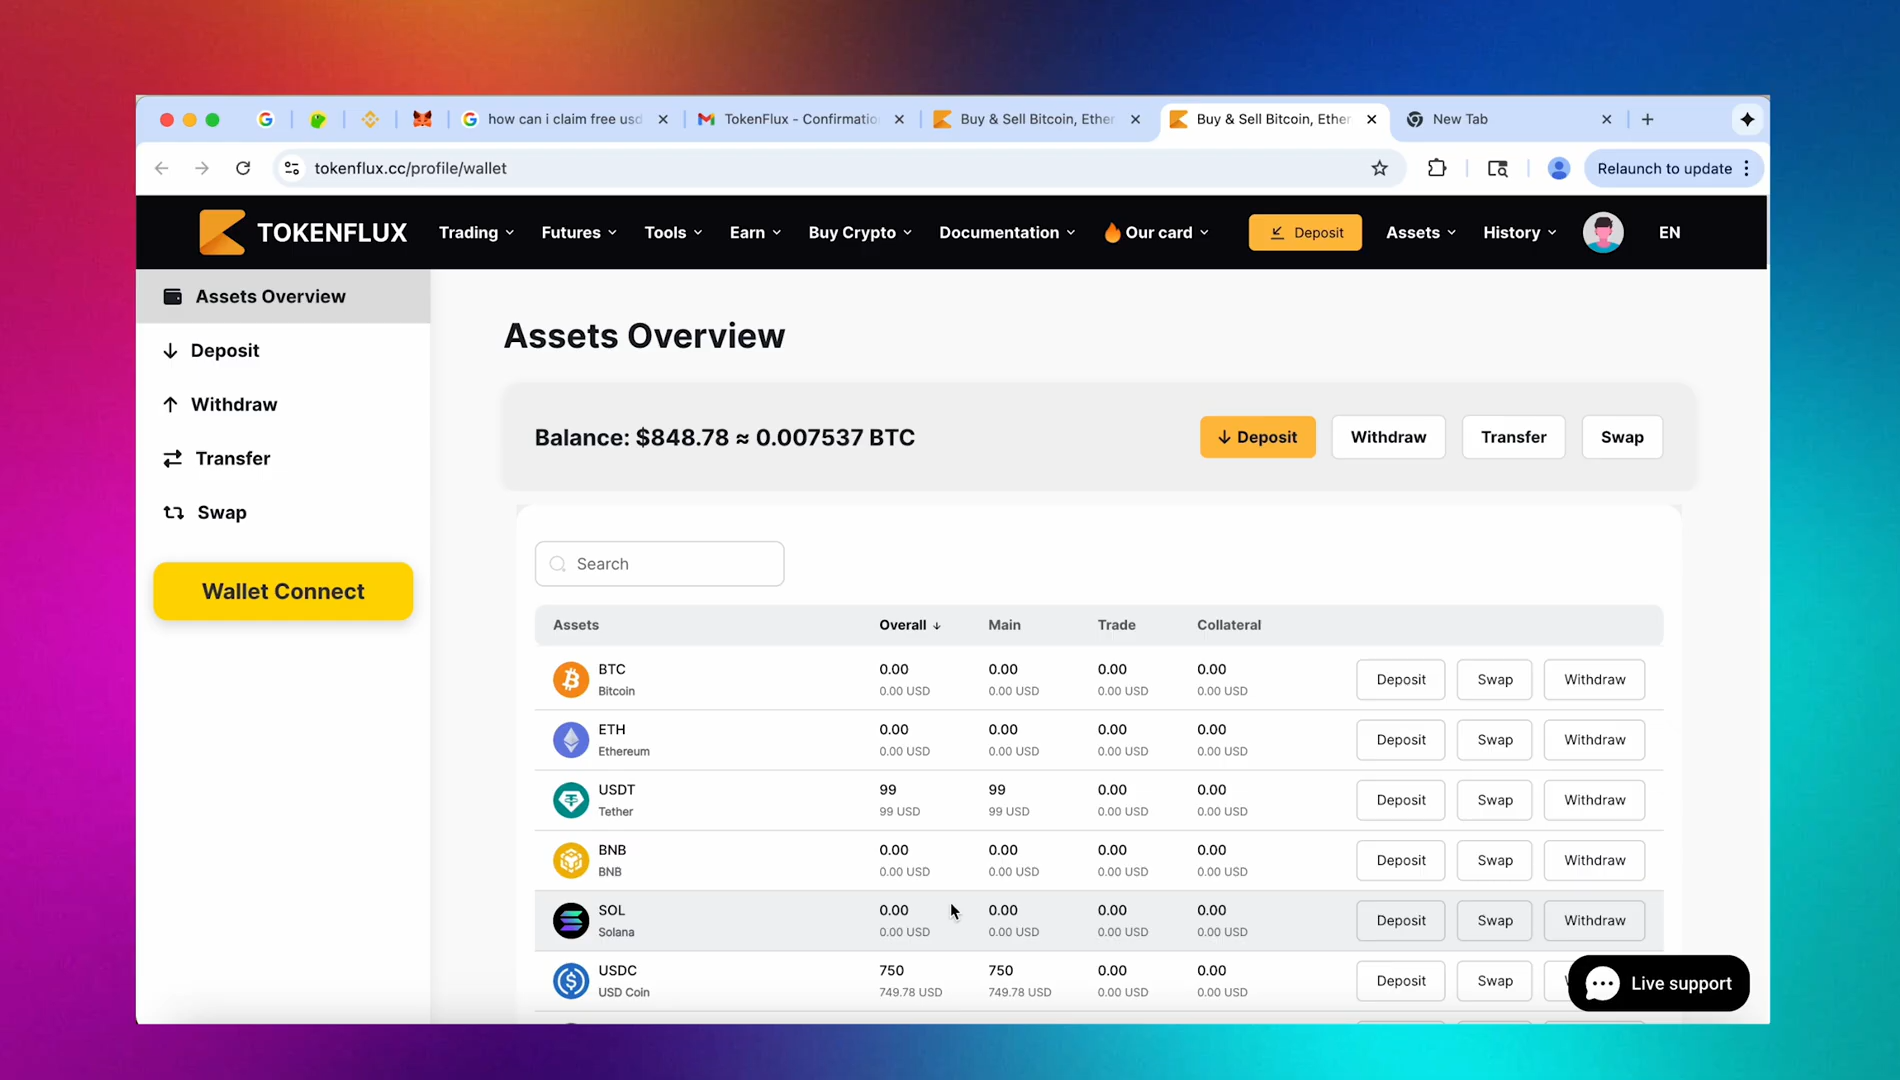 how can i claim free usd
TokenFlux - Confirmatio
Buy & Sell Bitcoin, Ether
Buy & Sell Bitcoin, Ether
New Tab
tokenflux.cc/profile/wallet
Relaunch to update
TOKENFLUX
Trading
Futures
Tools
Earn
Buy Crypto
Documentation
Our card
Deposit
Assets
History
EN
Assets Overview
Deposit
Withdraw
Transfer
Swap
Wallet Connect
Assets Overview
Balance: $848.78 ≈ 0.007537 BTC
Deposit
Withdraw
Transfer
Swap
Search
Assets Overall ↓ Main Trade Collateral
BTC 0.00 0.00 0.00 0.00
Bitcoin 0.00 USD 0.00 USD 0.00 USD 0.00 USD
Deposit Swap Withdraw
ETH 0.00 0.00 0.00 0.00
Ethereum 0.00 USD 0.00 USD 0.00 USD 0.00 USD
Deposit Swap Withdraw
USDT 99 99 0.00 0.00
Tether 99 USD 99 USD 0.00 USD 0.00 USD
Deposit Swap Withdraw
BNB 0.00 0.00 0.00 0.00
BNB 0.00 USD 0.00 USD 0.00 USD 0.00 USD
Deposit Swap Withdraw
SOL 0.00 0.00 0.00 0.00
Solana 0.00 USD 0.00 USD 0.00 USD 0.00 USD
Deposit Swap Withdraw
USDC 750 750 0.00 0.00
USD Coin 749.78 USD 749.78 USD 0.00 USD 0.00 USD
Deposit Swap
Live support